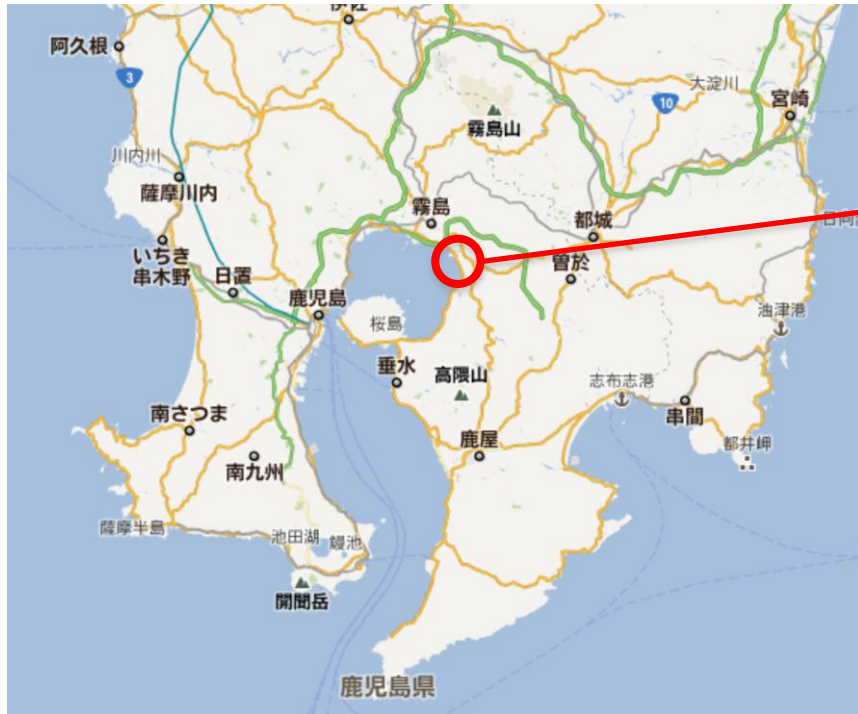 阿久根
3
10
大淀川
宮崎
霧島山
川内川
薩摩川内
霧島
都城
いちき
串木野
日置
曽於
鹿児島
桜島
油津港
垂水
高隈山
志布志港
南さつま
串間
鹿屋
都井岬
南九州
薩摩半島
池田湖
鰻池
開聞岳
鹿児島県